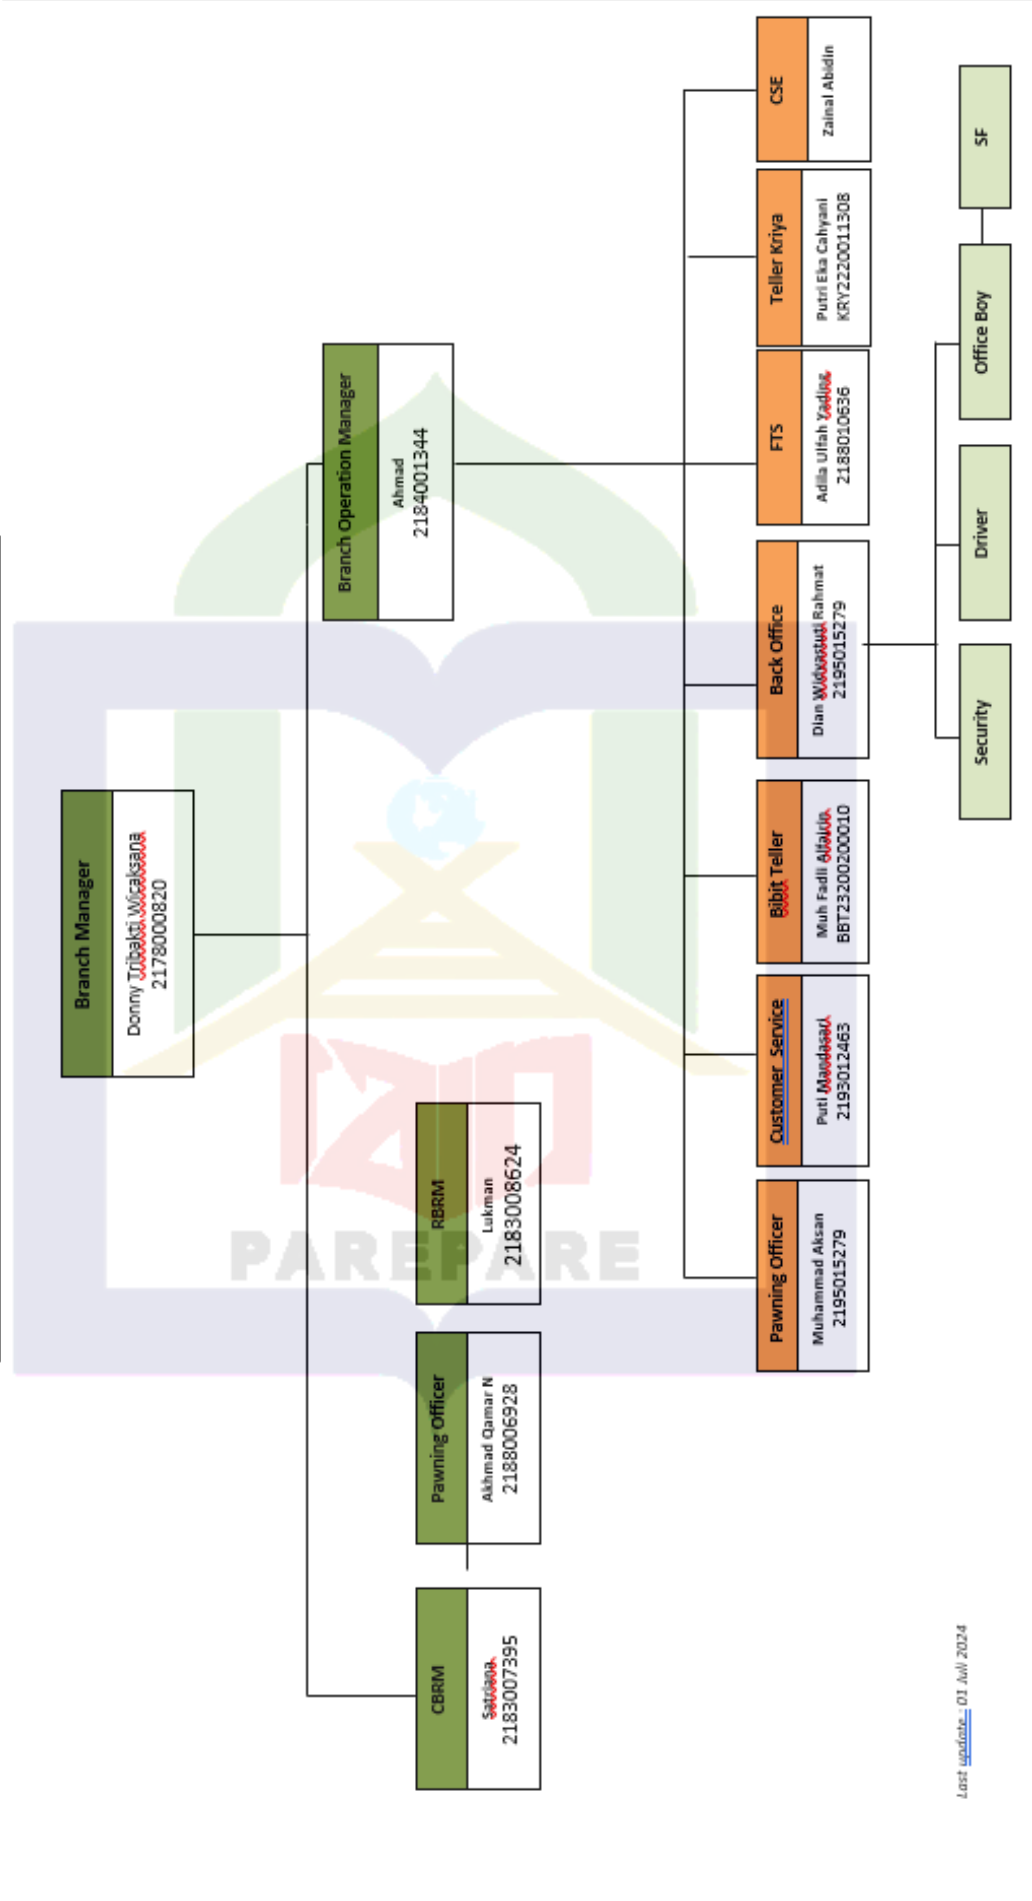 Branch Manager
Donny Tribakti Wicaksana
2178000820
Branch Operation Manager
Ahmad
2184001344
CBRM
Satriana
2183007395
Pawning Officer
Akhmad Qamar N
2188006928
RBRM
Lukman
2183008624
Pawning Officer
Muhammad Aksan
2195015279
Customer Service
Puti Mandasari
2193012463
Bibit Teller
Muh Fadli Alfairin
BBT23200200010
Back Office
Dian Widyastuti Rahmat
2195015279
FTS
Adila Ulfah Yading
2188010636
Teller Kriya
Putri Eka Cahyani
KRY2220011308
CSE
Zainal Abidin
Security
Driver
Office Boy
SF
Last update : 01 Juli 2024
PAREPARE